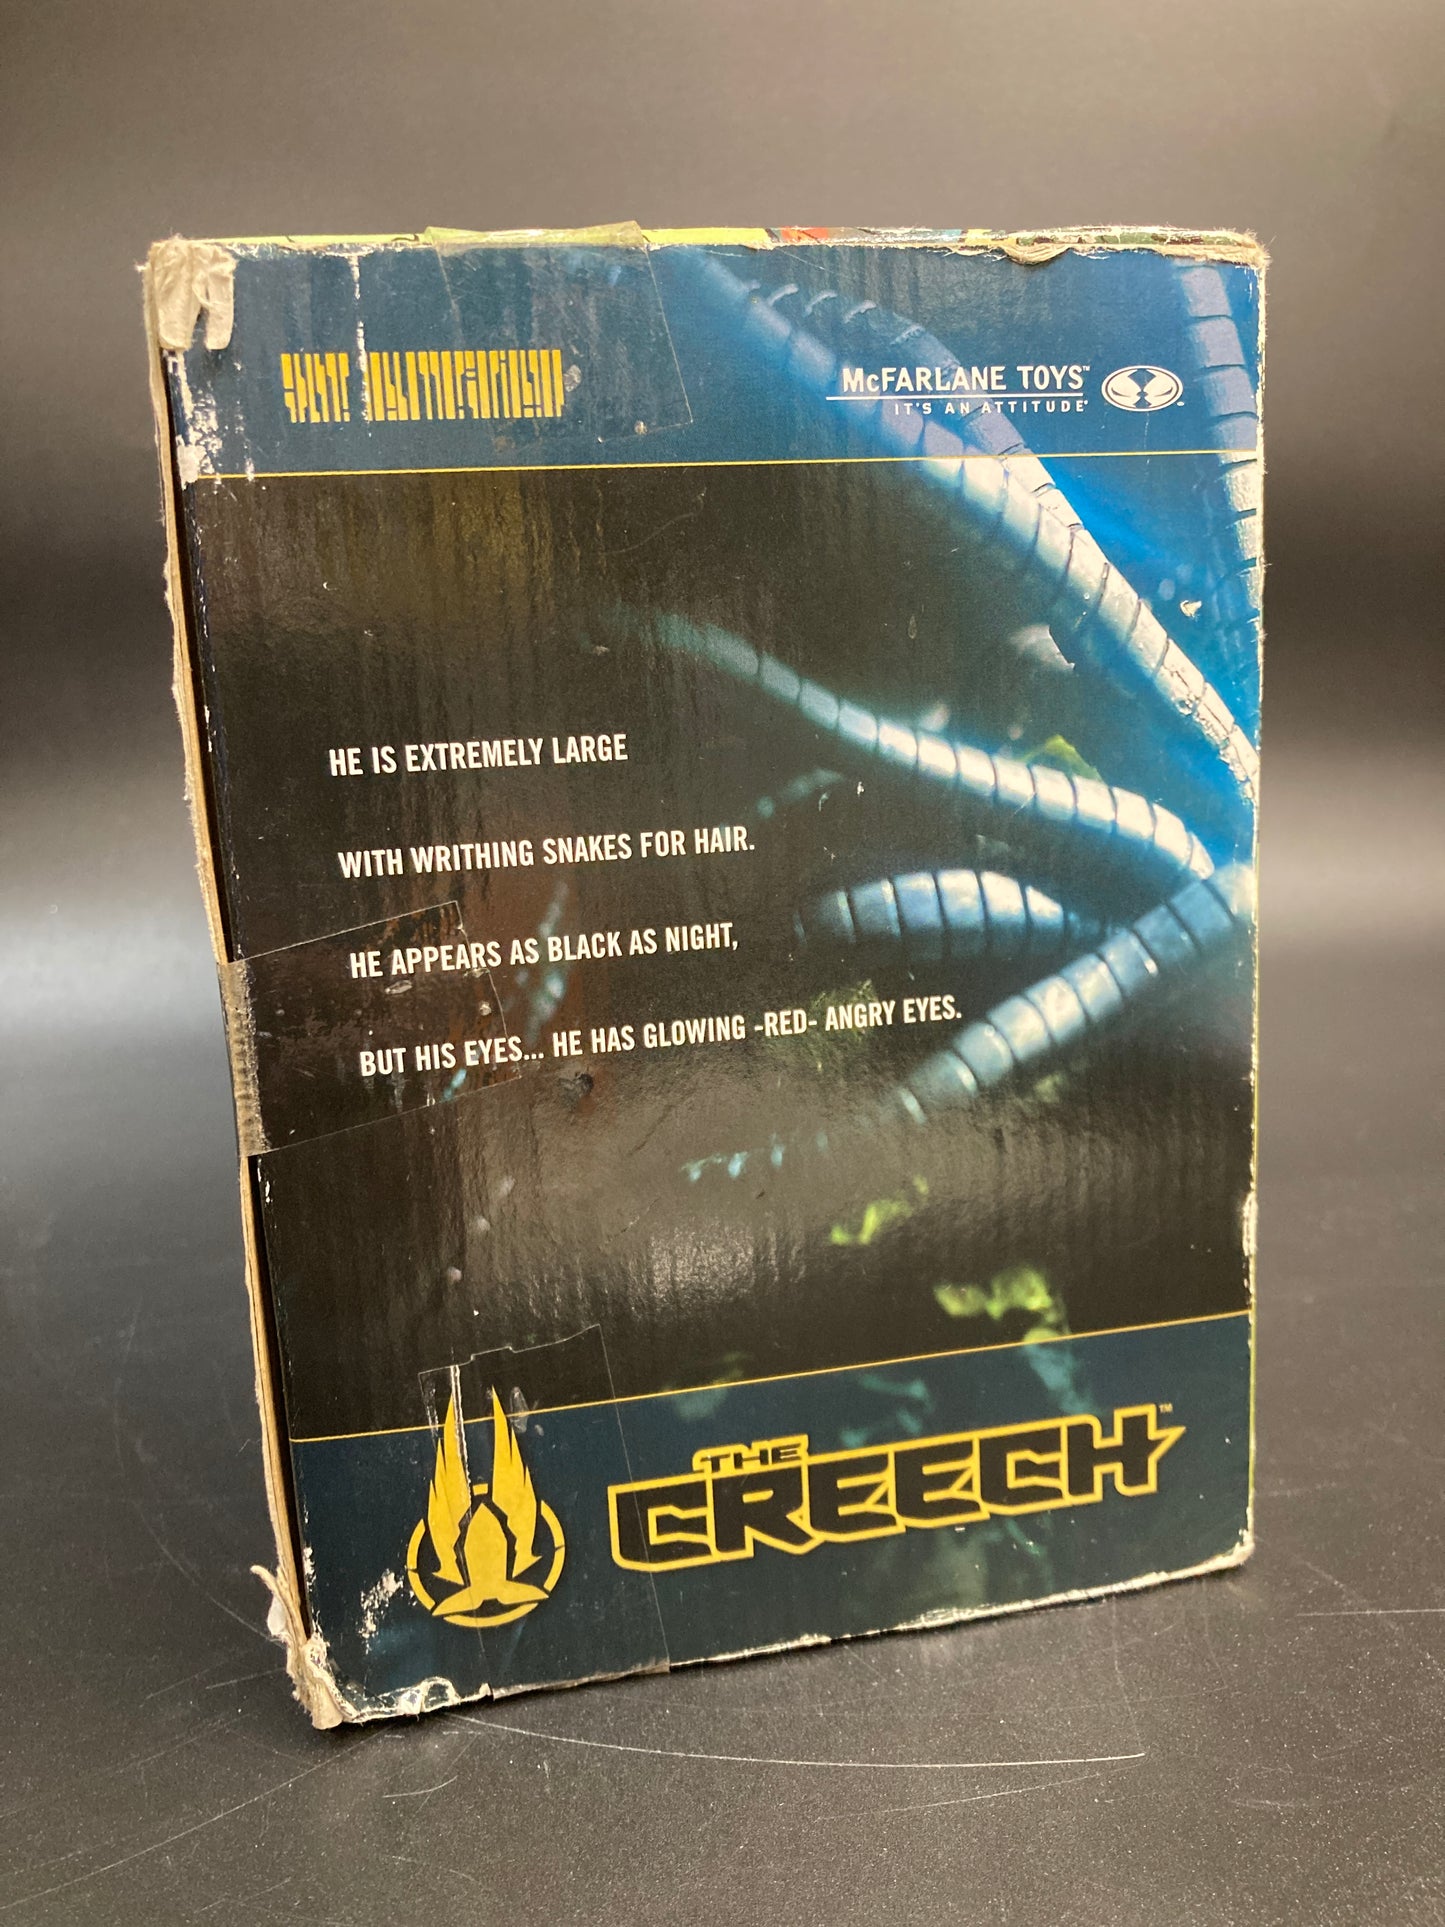 McFARLANE TOYS™
IT'S AN ATTITUDE®
HE IS EXTREMELY LARGE
WITH WRITHING SNAKES FOR HAIR.
HE APPEARS AS BLACK AS NIGHT,
BUT HIS EYES... HE HAS GLOWING -RED- ANGRY EYES.
THE
CREECH™